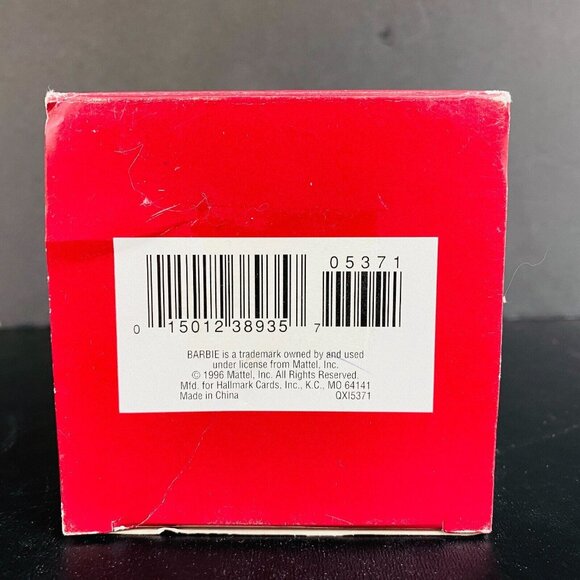 05371
0 15012 38935 7
BARBIE is a trademark owned by and used
under license from Mattel, Inc.
© 1996 Mattel, Inc. All Rights Reserved.
Mfd. for Hallmark Cards, Inc., K.C., MO 64141
Made in China QXI5371